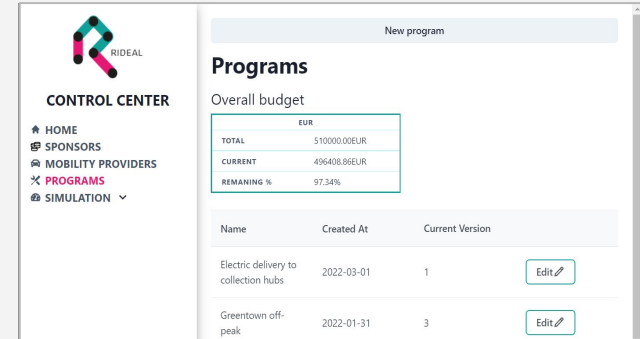 RIDEAL
CONTROL CENTER
HOME
SPONSORS
MOBILITY PROVIDERS
PROGRAMS
SIMULATION
New program
Programs
Overall budget
EUR
TOTAL 510000.00EUR
CURRENT 496408.86EUR
REMANING % 97.34%
Name Created At Current Version
Electric delivery to
collection hubs 2022-03-01 1 Edit
Greentown off-
peak 2022-01-31 3 Edit